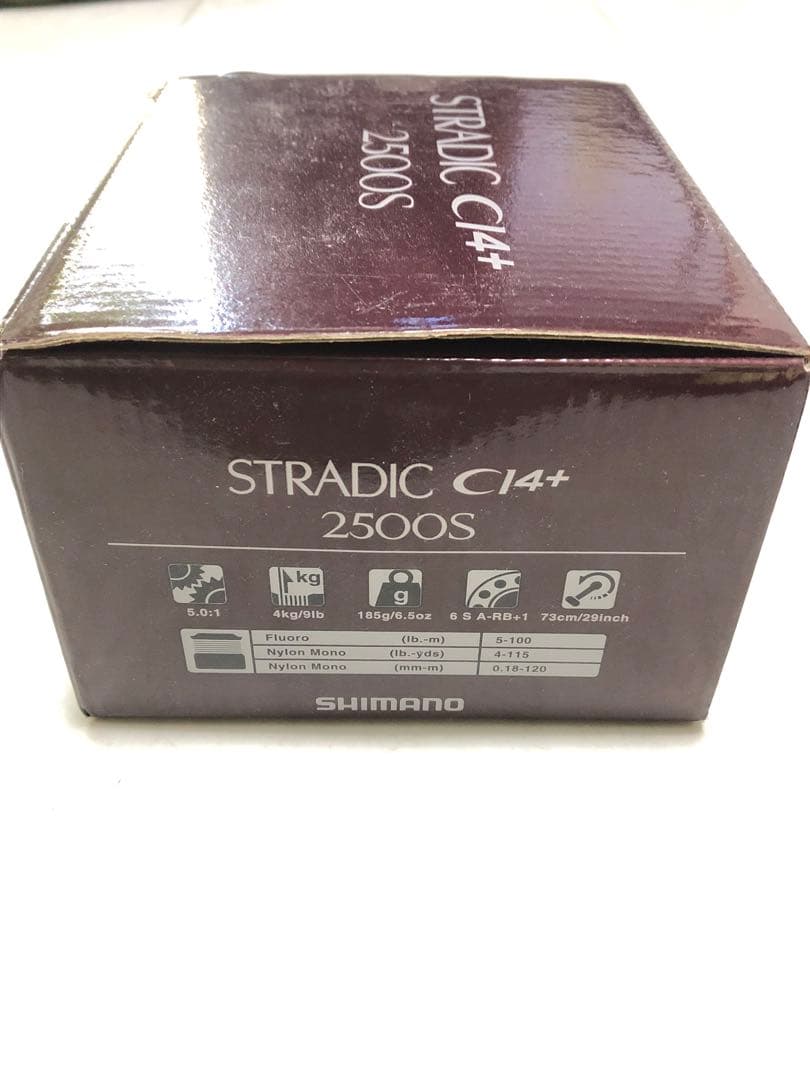 STRADIC CI4+
2500S
STRADIC CI4+
2500S
kg
g
5.0:1 4kg/9lb 185g/6.5oz 6 S A-RB+1 73cm/29inch
Fluoro (lb.-m) 5-100
Nylon Mono (lb.-yds) 4-115
Nylon Mono (mm-m) 0.18-120
SHIMANO